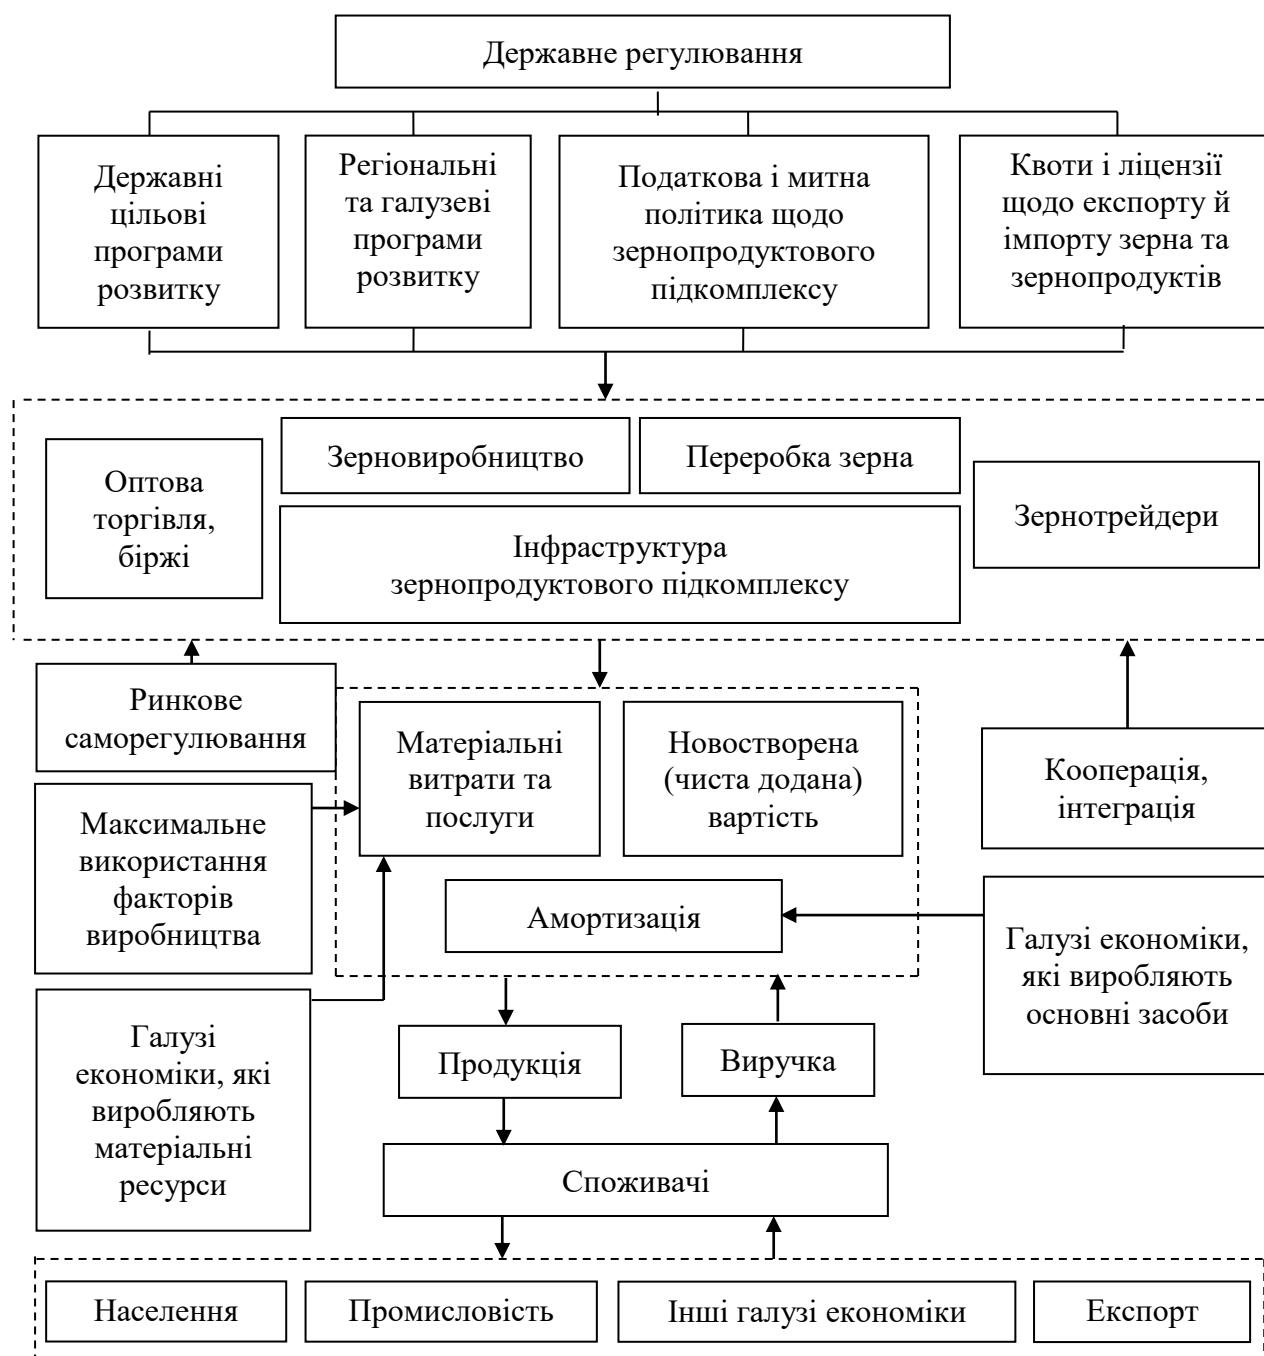 Державне регулювання
Державні
цільові
програми
розвитку
Регіональні
та галузеві
програми
розвитку
Податкова і митна
політика щодо
зернопродуктового
підкомплексу
Квоти і ліцензії
щодо експорту й
імпорту зерна та
зернопродуктів
Оптова
торгівля,
біржі
Зерновиробництво
Переробка зерна
Інфраструктура
зернопродуктового підкомплексу
Зернотрейдери
Ринкове
саморегулювання
Матеріальні
витрати та
послуги
Новостворена
(чиста додана)
вартість
Кооперація,
інтеграція
Максимальне
використання
факторів
виробництва
Амортизація
Галузі економіки,
які виробляють
основні засоби
Галузі
економіки, які
виробляють
матеріальні
ресурси
Продукція
Виручка
Споживачі
Населення
Промисловість
Інші галузі економіки
Експорт